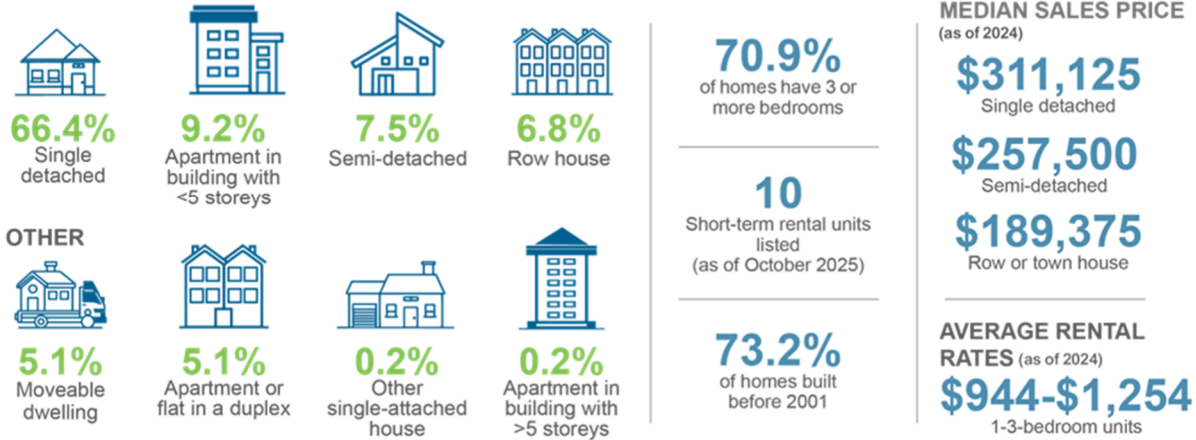 66.4%
Single
detached
9.2%
Apartment in
building with
<5 storeys
7.5%
Semi-detached
6.8%
Row house
OTHER
5.1%
Moveable
dwelling
5.1%
Apartment or
flat in a duplex
0.2%
Other
single-attached
house
0.2%
Apartment in
building with
>5 storeys
70.9%
of homes have 3 or
more bedrooms
10
Short-term rental units
listed
(as of October 2025)
73.2%
of homes built
before 2001
MEDIAN SALES PRICE
(as of 2024)
$311,125
Single detached
$257,500
Semi-detached
$189,375
Row or town house
AVERAGE RENTAL
RATES (as of 2024)
$944-$1,254
1-3-bedroom units